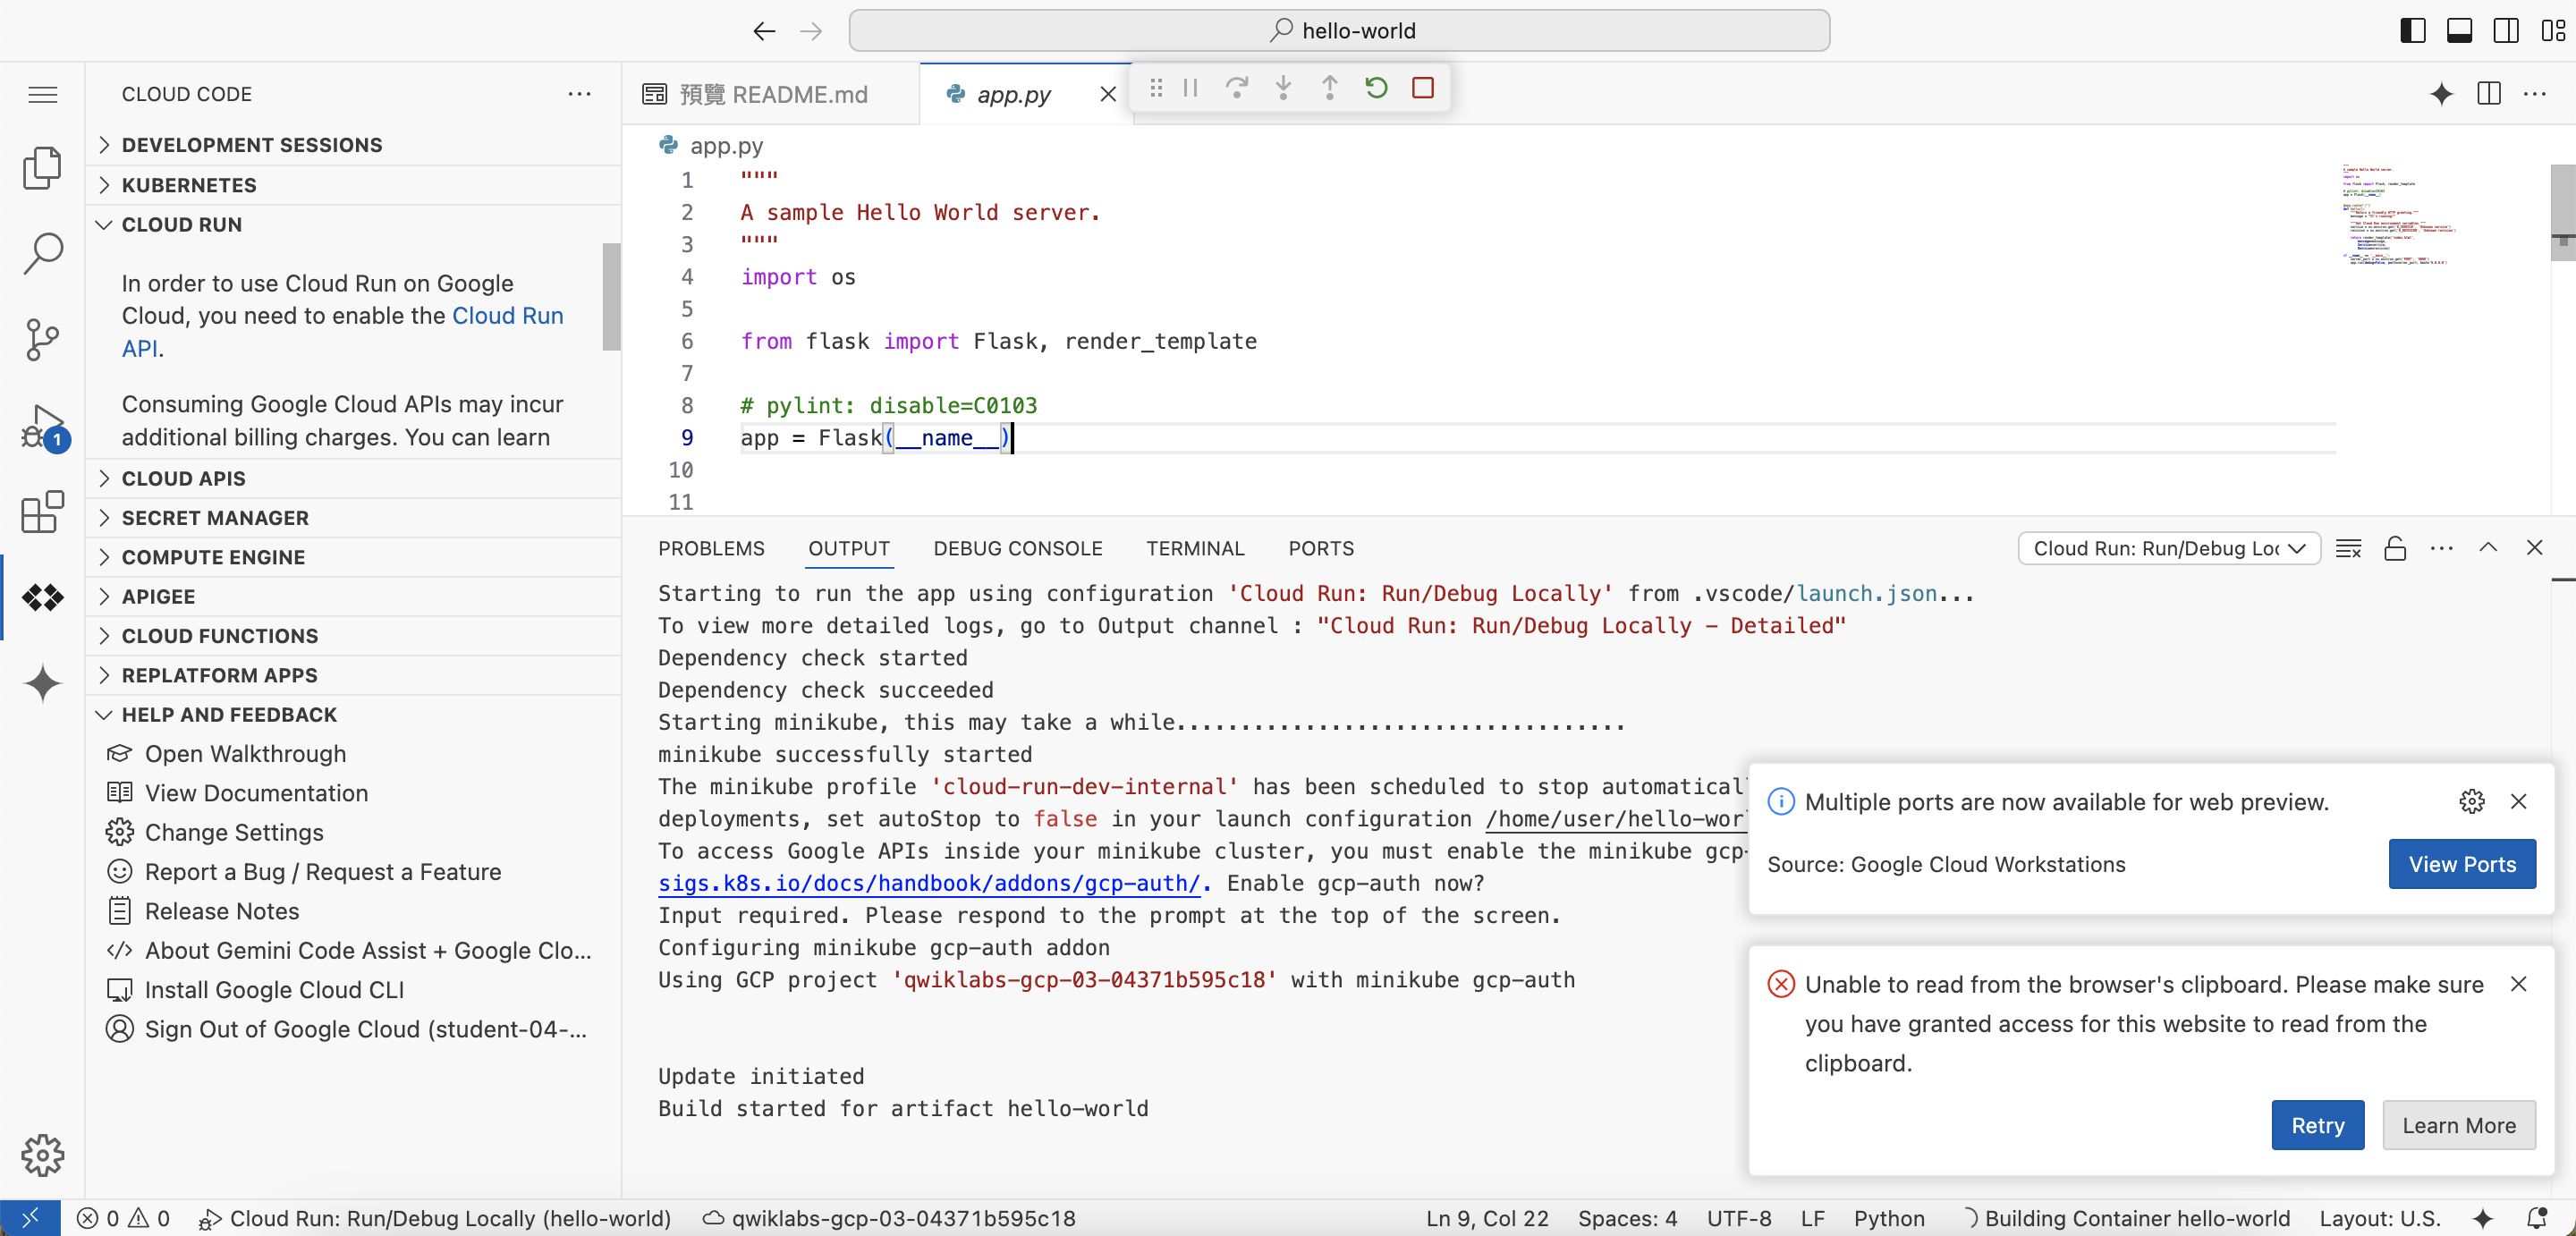 hello-world
CLOUD CODE
DEVELOPMENT SESSIONS
KUBERNETES
CLOUD RUN
In order to use Cloud Run on Google
Cloud, you need to enable the Cloud Run
API.
Consuming Google Cloud APIs may incur
additional billing charges. You can learn
CLOUD APIS
SECRET MANAGER
COMPUTE ENGINE
APIGEE
CLOUD FUNCTIONS
REPLATFORM APPS
HELP AND FEEDBACK
Open Walkthrough
View Documentation
Change Settings
Report a Bug / Request a Feature
Release Notes
About Gemini Code Assist + Google Clo...
Install Google Cloud CLI
Sign Out of Google Cloud (student-04-...
1
預覽 README.md
app.py
app.py
1 """
2 A sample Hello World server.
3 """
4 import os
5
6 from flask import Flask, render_template
7
8 # pylint: disable=C0103
9 app = Flask(__name__)
10
11
PROBLEMS OUTPUT DEBUG CONSOLE TERMINAL PORTS
Cloud Run: Run/Debug Loc
Starting to run the app using configuration 'Cloud Run: Run/Debug Locally' from .vscode/launch.json...
To view more detailed logs, go to Output channel : "Cloud Run: Run/Debug Locally - Detailed"
Dependency check started
Dependency check succeeded
Starting minikube, this may take a while...................................
minikube successfully started
The minikube profile 'cloud-run-dev-internal' has been scheduled to stop automaticall
deployments, set autoStop to false in your launch configuration /home/user/hello-worl
To access Google APIs inside your minikube cluster, you must enable the minikube gcp-
sigs.k8s.io/docs/handbook/addons/gcp-auth/. Enable gcp-auth now?
Input required. Please respond to the prompt at the top of the screen.
Configuring minikube gcp-auth addon
Using GCP project 'qwiklabs-gcp-03-04371b595c18' with minikube gcp-auth
Update initiated
Build started for artifact hello-world
Multiple ports are now available for web preview.
Source: Google Cloud Workstations
View Ports
Unable to read from the browser's clipboard. Please make sure
you have granted access for this website to read from the
clipboard.
Retry
Learn More
0 0 Cloud Run: Run/Debug Locally (hello-world) qwiklabs-gcp-03-04371b595c18 Ln 9, Col 22 Spaces: 4 UTF-8 LF Python Building Container hello-world Layout: U.S.